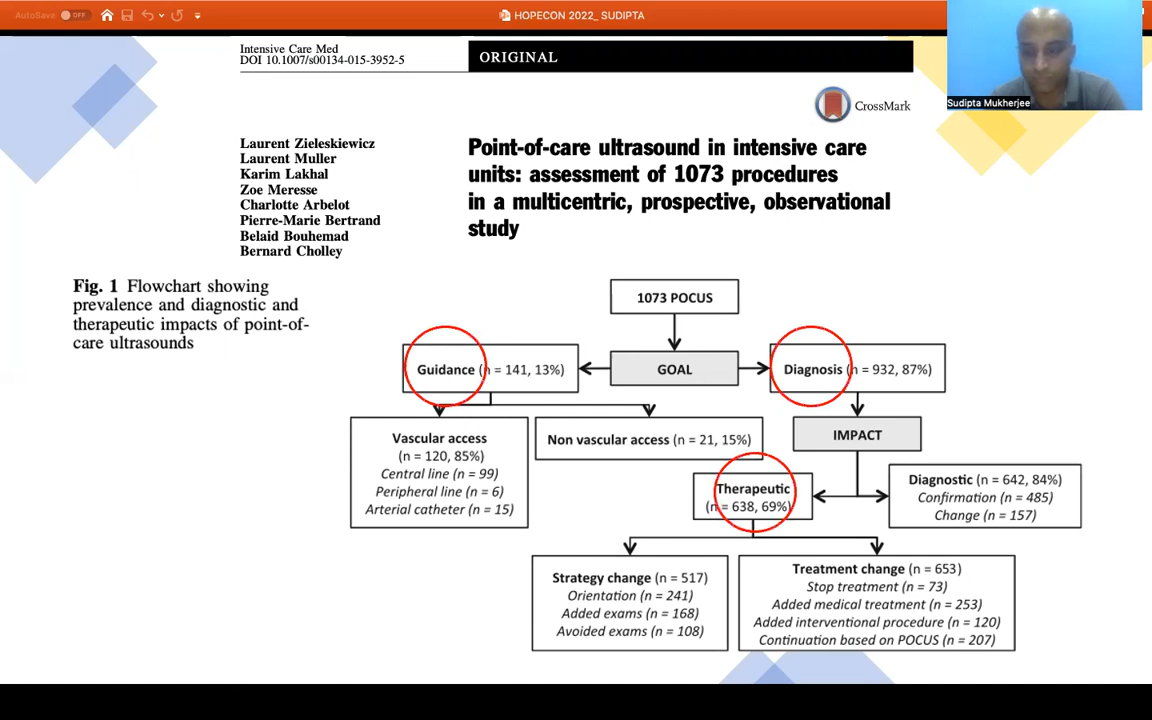 AutoSave OFF
HOPECON 2022_ SUDIPTA
Sudipta Mukherjee
Intensive Care Med
DOI 10.1007/s00134-015-3952-5
ORIGINAL
CrossMark
Laurent Zieleskiewicz
Laurent Muller
Karim Lakhal
Zoe Meresse
Charlotte Arbelot
Pierre-Marie Bertrand
Belaid Bouhemad
Bernard Cholley
Point-of-care ultrasound in intensive care
units: assessment of 1073 procedures
in a multicentric, prospective, observational
study
Fig. 1 Flowchart showing
prevalence and diagnostic and
therapeutic impacts of point-of-
care ultrasounds
1073 POCUS
GOAL
Guidance (n = 141, 13%)
Diagnosis (n = 932, 87%)
Vascular access
(n = 120, 85%)
Central line (n = 99)
Peripheral line (n = 6)
Arterial catheter (n = 15)
Non vascular access (n = 21, 15%)
IMPACT
Therapeutic
(n = 638, 69%)
Diagnostic (n = 642, 84%)
Confirmation (n = 485)
Change (n = 157)
Strategy change (n = 517)
Orientation (n = 241)
Added exams (n = 168)
Avoided exams (n = 108)
Treatment change (n = 653)
Stop treatment (n = 73)
Added medical treatment (n = 253)
Added interventional procedure (n = 120)
Continuation based on POCUS (n = 207)